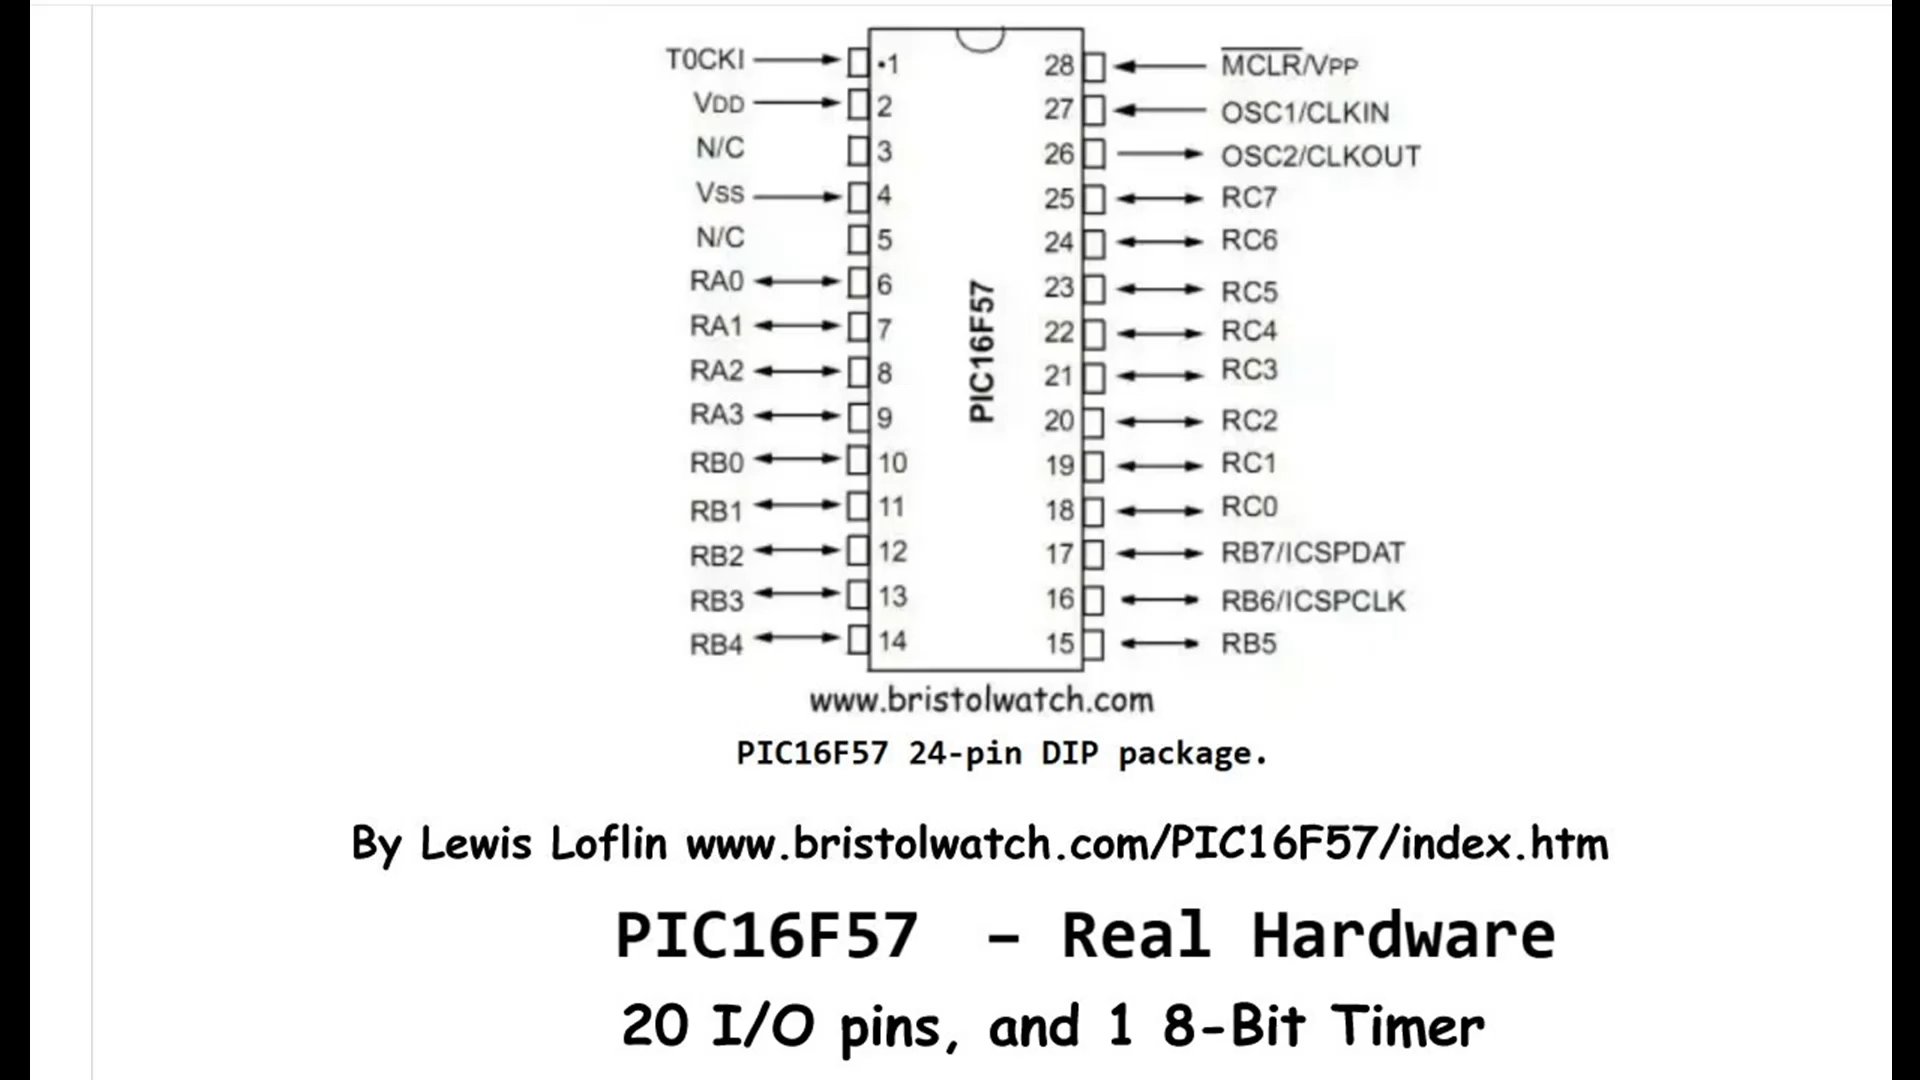 T0CKI •1 28 MCLR/VPP
VDD 2 27 OSC1/CLKIN
N/C 3 26 OSC2/CLKOUT
VSS 4 25 RC7
N/C 5 24 RC6
RA0 6 23 RC5
RA1 7 22 RC4
RA2 8 21 RC3
RA3 9 20 RC2
RB0 10 19 RC1
RB1 11 18 RC0
RB2 12 17 RB7/ICSPDAT
RB3 13 16 RB6/ICSPCLK
RB4 14 15 RB5
PIC16F57
www.bristolwatch.com
PIC16F57 24-pin DIP package.
By Lewis Loflin www.bristolwatch.com/PIC16F57/index.htm
PIC16F57 – Real Hardware
20 I/O pins, and 1 8-Bit Timer